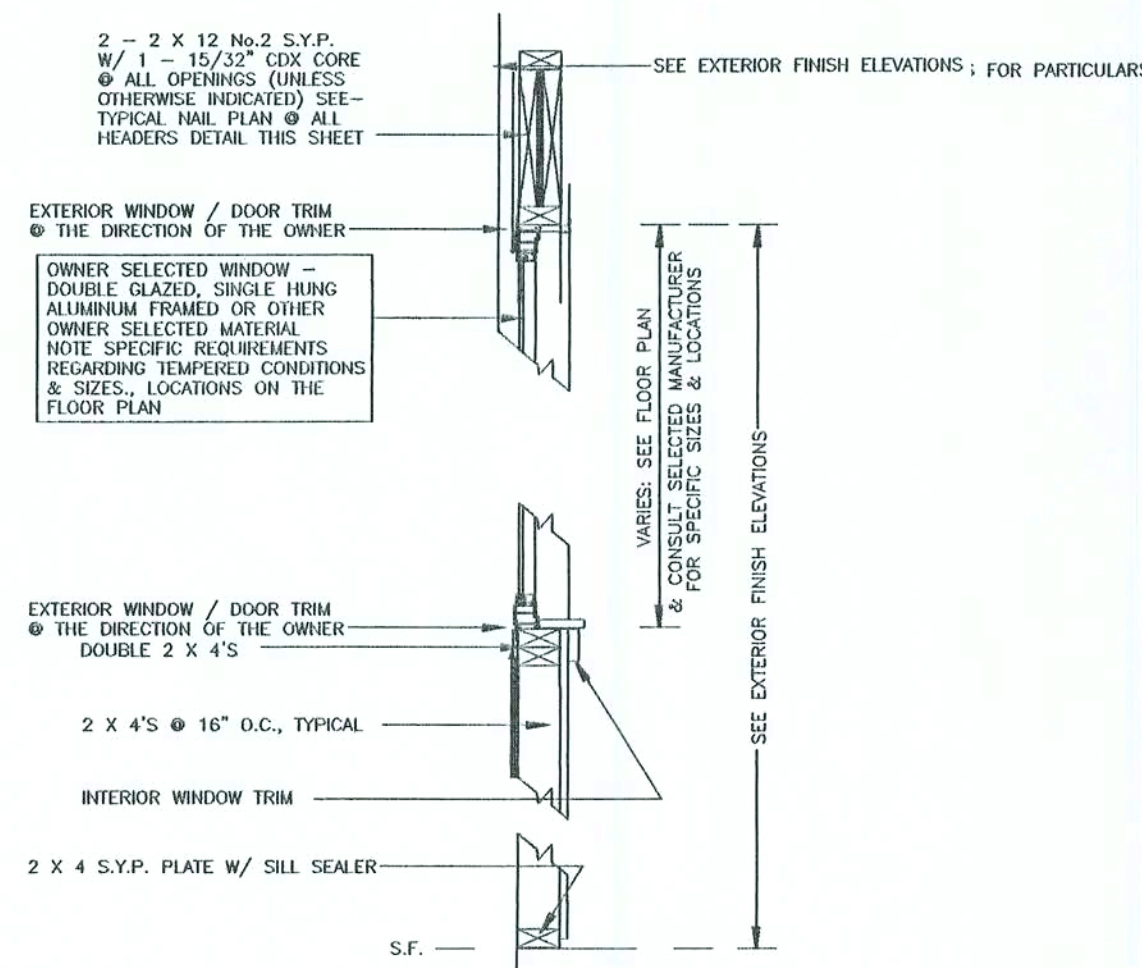 2 - 2 X 12 No.2 S.Y.P.
W/ 1 - 15/32" CDX CORE
@ ALL OPENINGS (UNLESS
OTHERWISE INDICATED) SEE-
TYPICAL NAIL PLAN @ ALL
HEADERS DETAIL THIS SHEET
SEE EXTERIOR FINISH ELEVATIONS ; FOR PARTICULARS
EXTERIOR WINDOW / DOOR TRIM
@ THE DIRECTION OF THE OWNER
OWNER SELECTED WINDOW -
DOUBLE GLAZED, SINGLE HUNG
ALUMINUM FRAMED OR OTHER
OWNER SELECTED MATERIAL
NOTE SPECIFIC REQUIREMENTS
REGARDING TEMPERED CONDITIONS
& SIZES., LOCATIONS ON THE
FLOOR PLAN
VARIES: SEE FLOOR PLAN
& CONSULT SELECTED MANUFACTURER
FOR SPECIFIC SIZES & LOCATIONS
SEE EXTERIOR FINISH ELEVATIONS
EXTERIOR WINDOW / DOOR TRIM
@ THE DIRECTION OF THE OWNER
DOUBLE 2 X 4'S
2 X 4'S @ 16" O.C., TYPICAL
INTERIOR WINDOW TRIM
2 X 4 S.Y.P. PLATE W/ SILL SEALER
S.F.